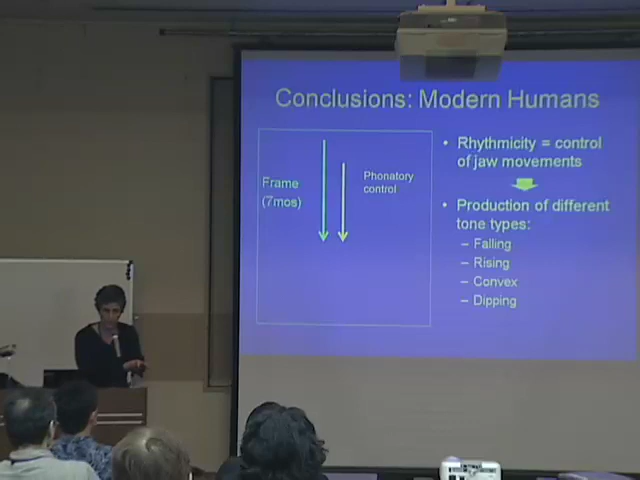 Conclusions: Modern Humans
Frame
(7mos)
Phonatory
control
• Rhythmicity = control
of jaw movements
• Production of different
tone types:
– Falling
– Rising
– Convex
– Dipping